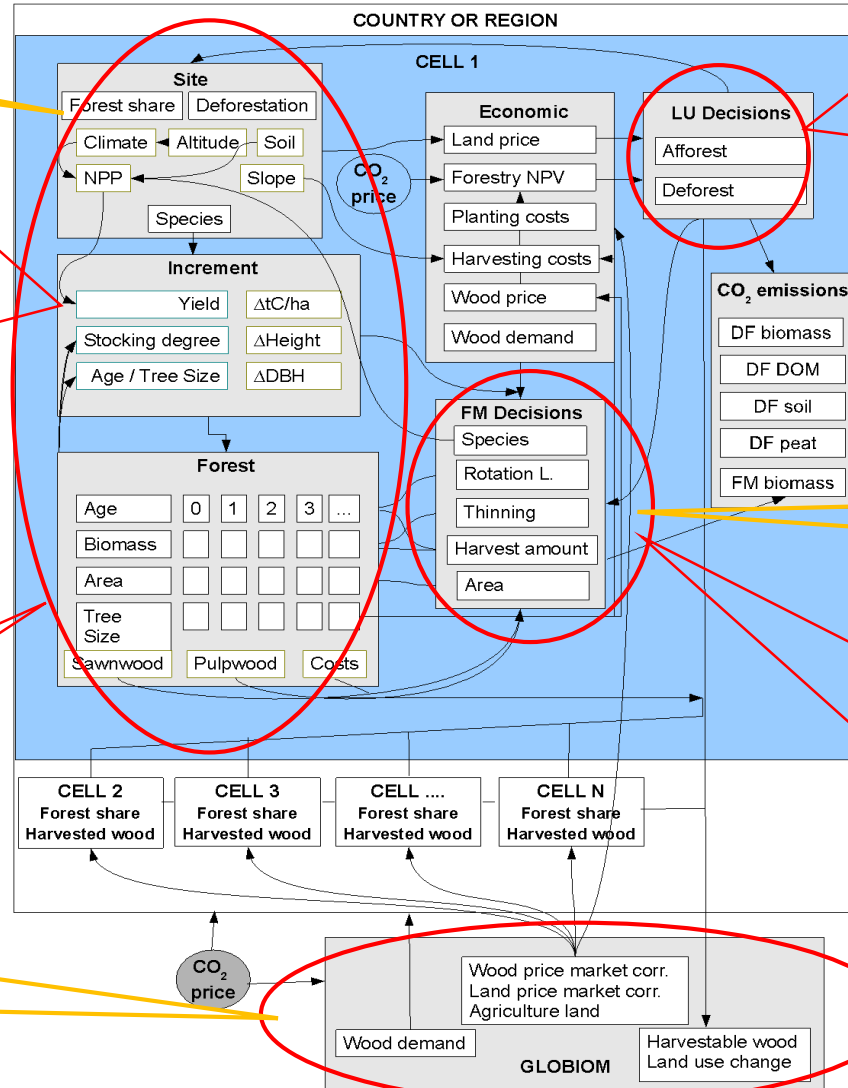 COUNTRY OR REGION
CELL 1
Site
Forest share
Deforestation
Climate
Altitude
Soil
NPP
Slope
Species
Increment
Yield
ΔtC/ha
Stocking degree
ΔHeight
Age / Tree Size
ΔDBH
Forest
Age
0
1
2
3
...
Biomass
Area
Tree
Size
Sawnwood
Pulpwood
Costs
CO2
price
Economic
Land price
Forestry NPV
Planting costs
Harvesting costs
Wood price
Wood demand
LU Decisions
Afforest
Deforest
CO2 emissions
DF biomass
DF DOM
DF soil
DF peat
FM biomass
FM Decisions
Species
Rotation L.
Thinning
Harvest amount
Area
CELL 2
Forest share
Harvested wood
CELL 3
Forest share
Harvested wood
CELL ....
Forest share
Harvested wood
CELL N
Forest share
Harvested wood
CO2
price
Wood price market corr.
Land price market corr.
Agriculture land
Wood demand
Harvestable wood
Land use change
GLOBIOM